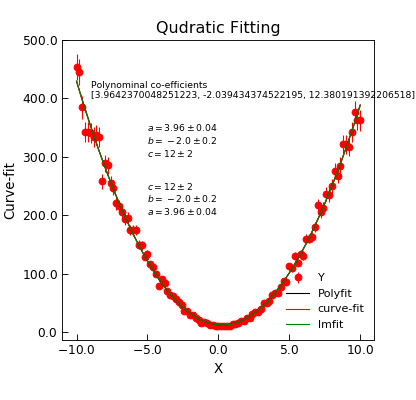 Qudratic Fitting
500.0
400.0
300.0
200.0
100.0
0.0
Curve-fit
Polynominal co-efficients
[3.9642370048251223, -2.039434374522195, 12.380191392206518]
a = 3.96 ± 0.04
b = −2.0 ± 0.2
c = 12 ± 2
c = 12 ± 2
b = −2.0 ± 0.2
a = 3.96 ± 0.04
Y
Polyfit
curve-fit
lmfit
−10.0 −5.0 0.0 5.0 10.0
X